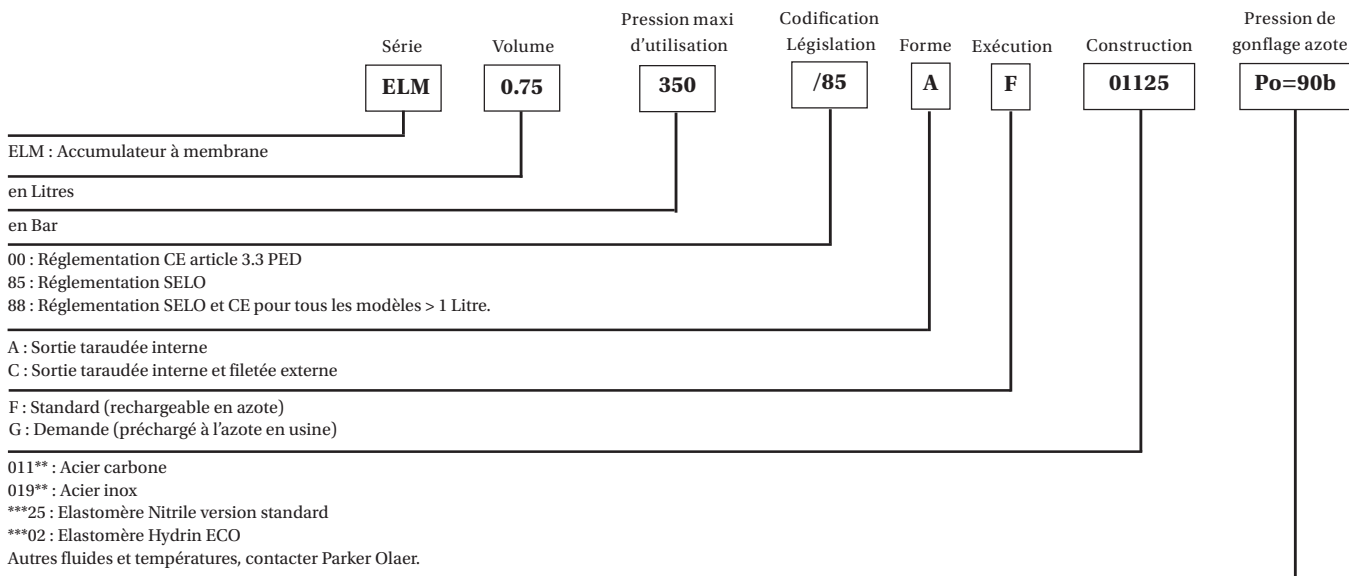 Pression maxi
d'utilisation
Codification
Législation
Pression de
gonflage azote
Série
Volume
Forme
Exécution
Construction
ELM
0.75
350
/85
A
F
01125
Po=90b
ELM : Accumulateur à membrane
en Litres
en Bar
00 : Réglementation CE article 3.3 PED
85 : Réglementation SELO
88 : Réglementation SELO et CE pour tous les modèles > 1 Litre.
A : Sortie taraudée interne
C : Sortie taraudée interne et filetée externe
F : Standard (rechargeable en azote)
G : Demande (préchargé à l'azote en usine)
011** : Acier carbone
019** : Acier inox
***25 : Elastomère Nitrile version standard
***02 : Elastomère Hydrin ECO
Autres fluides et températures, contacter Parker Olaer.